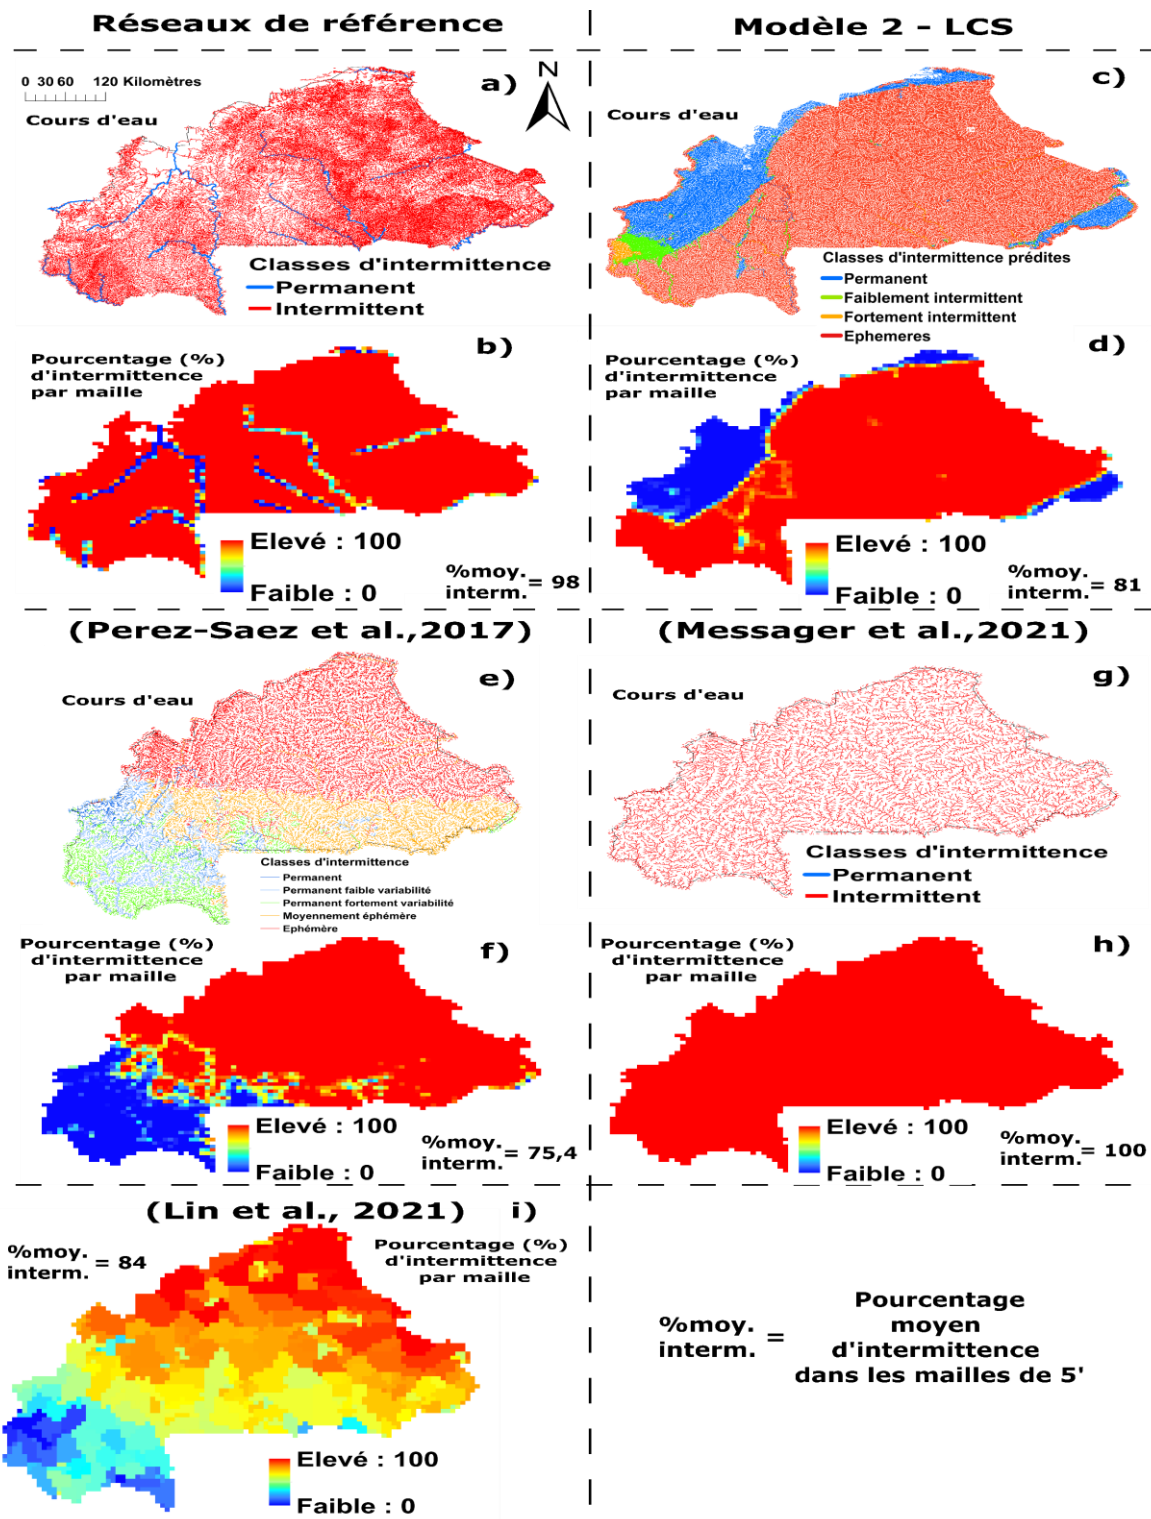 Réseaux de référence
Modèle 2 - LCS
0 30 60 120 Kilomètres
a)
N
Cours d'eau
Classes d'intermittence
Permanent
Intermittent
c)
Cours d'eau
Classes d'intermittence prédites
Permanent
Faiblement intermittent
Fortement intermittent
Ephemeres
b)
Pourcentage (%)
d'intermittence
par maille
Elevé : 100
Faible : 0
%moy.
interm. = 98
d)
Pourcentage (%)
d'intermittence
par maille
Elevé : 100
Faible : 0
%moy.
interm. = 81
(Perez-Saez et al.,2017)
(Messager et al.,2021)
e)
Cours d'eau
Classes d'intermittence
Permanent
Permanent faible variabilité
Permanent fortement variabilité
Moyennement éphémère
Ephémère
g)
Cours d'eau
Classes d'intermittence
Permanent
Intermittent
Pourcentage (%)
d'intermittence
par maille
f)
Elevé : 100
Faible : 0
%moy.
interm. = 75,4
Pourcentage (%)
d'intermittence
par maille
h)
Elevé : 100
Faible : 0
%moy.
interm. = 100
(Lin et al., 2021) i)
%moy.
interm. = 84
Pourcentage (%)
d'intermittence
par maille
Elevé : 100
Faible : 0
%moy.
interm. =
Pourcentage
moyen
d'intermittence
dans les mailles de 5'